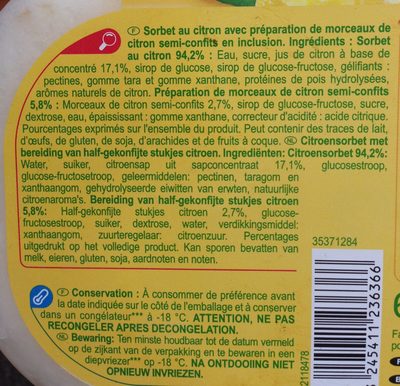 Sorbet au citron avec préparation de morceaux de
citron semi-confits en inclusion. Ingrédients : Sorbet
au citron 94,2% : Eau, sucre, jus de citron à base de
concentré 17,1%, sirop de glucose, sirop de glucose-fructose, gélifiants :
pectines, gomme tara et gomme xanthane, protéines de pois hydrolysées,
arômes naturels de citron. Préparation de morceaux de citron semi-confits
5,8% : Morceaux de citron semi-confits 2,7%, sirop de glucose-fructose, sucre,
dextrose, eau, épaississant : gomme xanthane, correcteur d'acidité : acide citrique.
Pourcentages exprimés sur l'ensemble du produit. Peut contenir des traces de lait,
d'œufs, de gluten, de soja, d'arachides et de fruits à coque. NL Citroensorbet met
bereiding van half-gekonfijte stukjes citroen. Ingrediënten: Citroensorbet 94,2%:
Water, suiker, citroensap uit sapconcentraat 17,1%, glucosestroop,
glucose-fructosetroop, geleermiddelen: pectinen, taragom en
xanthaangom, gehydrolyseerde eiwitten van erwten, natuurlijke
citroenaroma's. Bereiding van half-gekonfijte stukjes citroen
5,8%: Half-gekonfijte stukjes citroen 2,7%, glucose-
fructosestroop, suiker, dextrose, water, verdikkingsmiddel:
xanthaangom, zuurteregelaar: citroenzuur. Percentages
uitgedrukt op het volledige product. Kan sporen bevatten van
melk, eieren, gluten, soja, aardnoten en noten.
35371284
F Conservation : À consommer de préférence avant
la date indiquée sur le côté de l'emballage et à conserver
dans un congélateur*** à -18 °C. ATTENTION, NE PAS
RECONGELER APRES DECONGELATION.
NL Bewaring: Ten minste houdbaar tot de datum vermeld
op de zijkant van de verpakking en te bewaren in een
diepvriezer*** op -18 °C. NA ONTDOOIING NIET
OPNIEUW INVRIEZEN.
2118478
245411236366